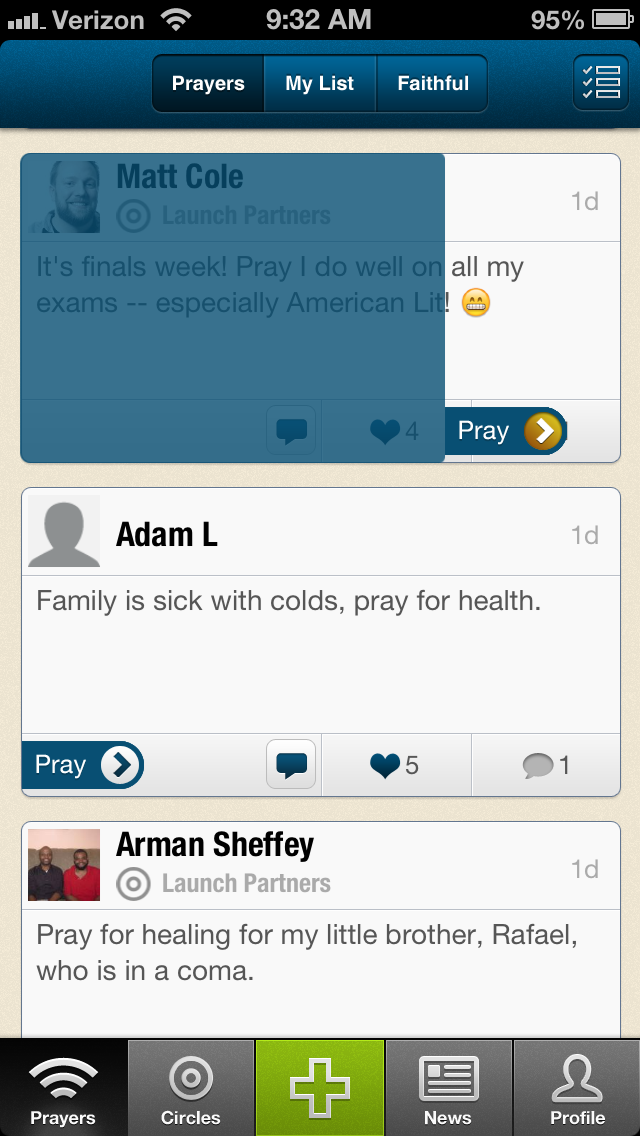 Verizon 9:32 AM 95%
Prayers My List Faithful
Matt Cole
Launch Partners
1d
It's finals week! Pray I do well on all my
exams -- especially American Lit! 😁
4 Pray
Adam L
1d
Family is sick with colds, pray for health.
Pray 5 1
Arman Sheffey
Launch Partners
1d
Pray for healing for my little brother, Rafael,
who is in a coma.
Prayers Circles News Profile